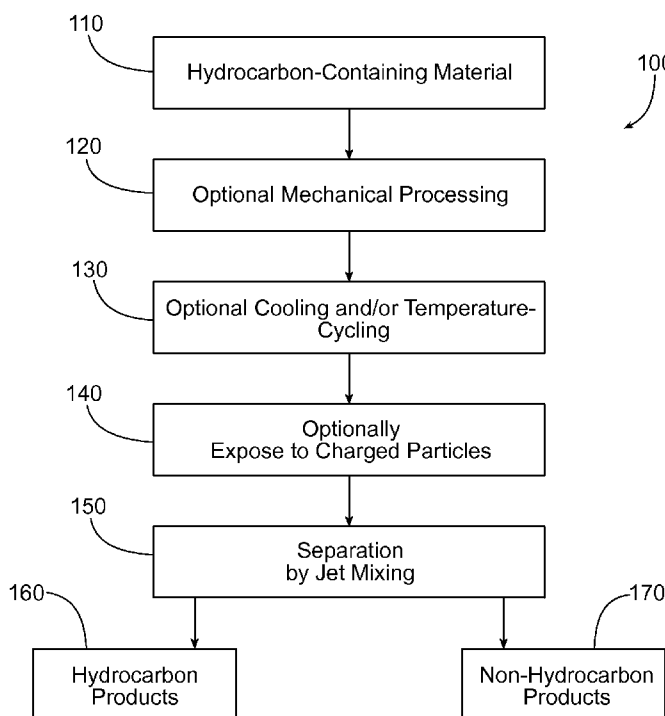 110
Hydrocarbon-Containing Material
100
120
Optional Mechanical Processing
130
Optional Cooling and/or Temperature-
Cycling
140
Optionally
Expose to Charged Particles
150
Separation
by Jet Mixing
160
170
Hydrocarbon
Products
Non-Hydrocarbon
Products